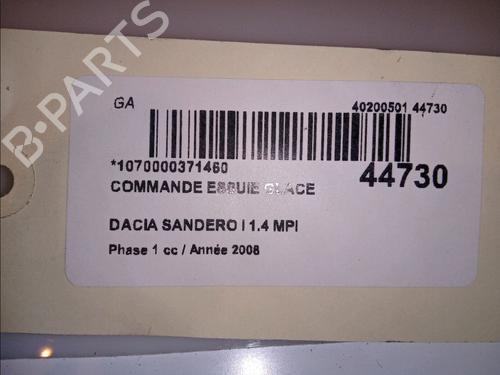 B-PARTS
GA
40200501 44730
*1070000371460
44730
COMMANDE ESSUIE GLACE
DACIA SANDERO I 1.4 MPI
Phase 1 cc / Année 2008